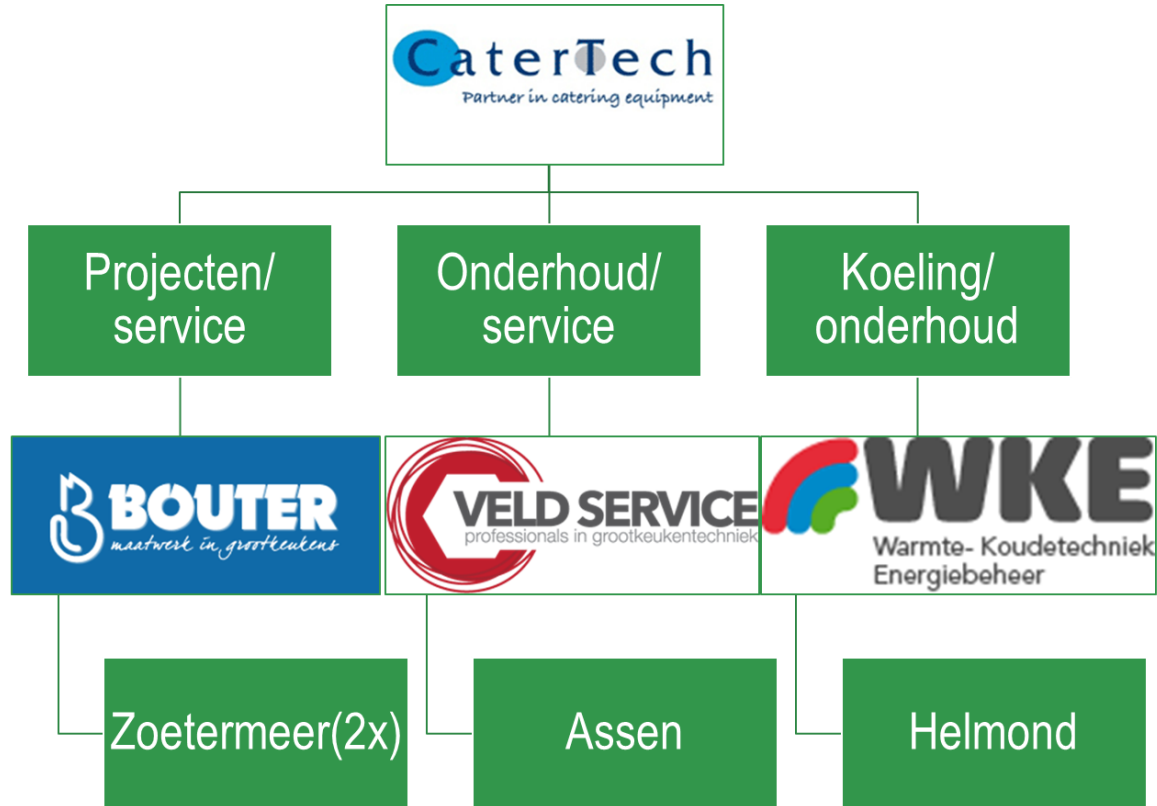 CaterTech
Partner in catering equipment
Projecten/
service
Onderhoud/
service
Koeling/
onderhoud
BOUTER
maatwerk in grootkeukens
VELD SERVICE
professionals in grootkeukentechniek
WKE
Warmte- Koudetechniek
Energiebeheer
Zoetermeer(2x)
Assen
Helmond